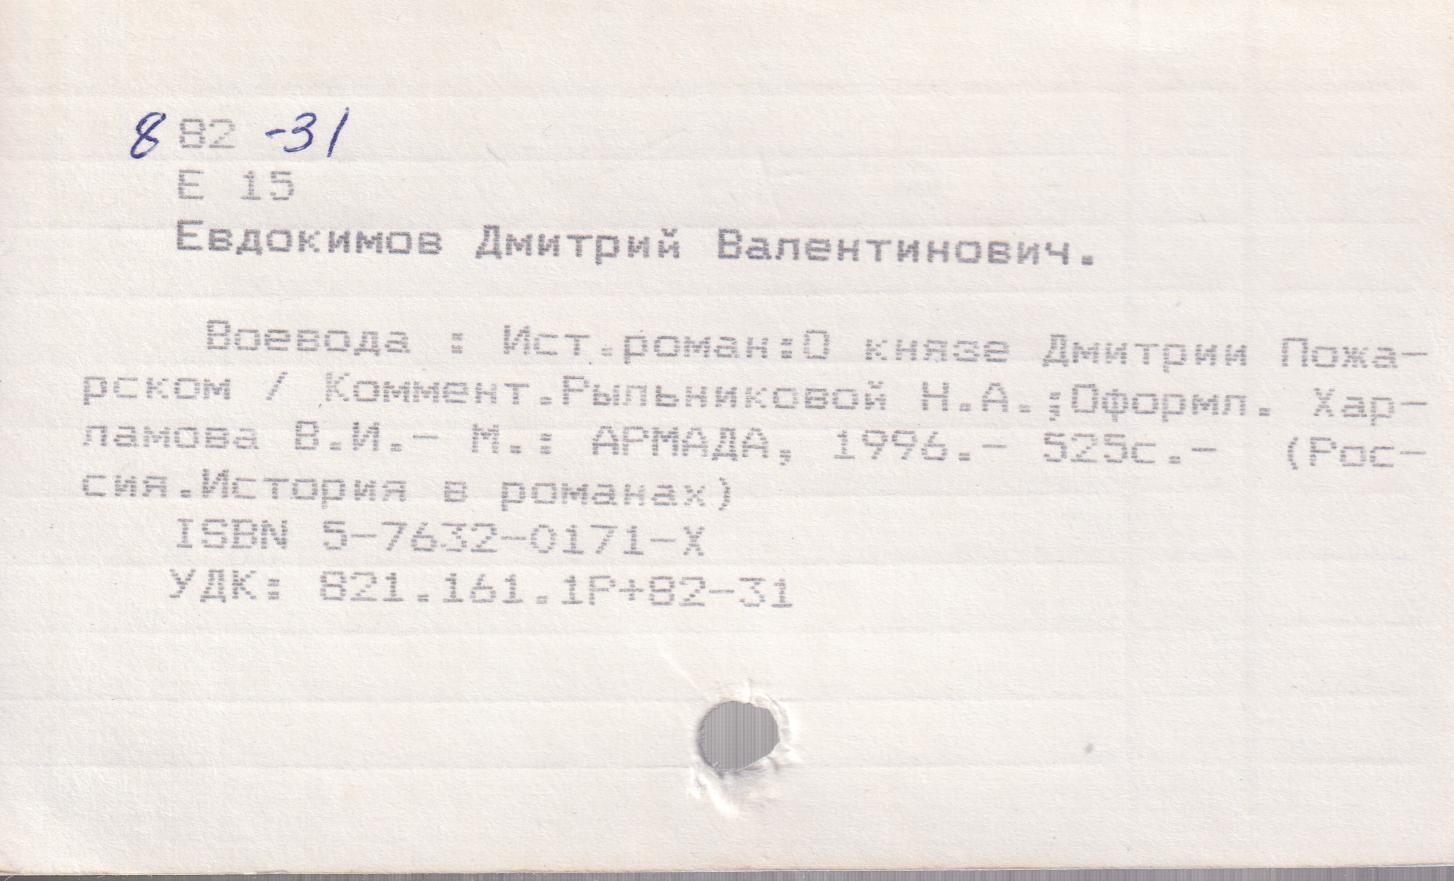 8 82 -31
Е 15
Евдокимов Дмитрий Валентинович.
Воевода : Ист.роман:О князе Дмитрии Пожа-
рском / Коммент.Рыльниковой Н.А.;Оформл. Хар-
ламова В.И.- М.: АРМАДА, 1996.- 525с.- (Рос-
сия.История в романах)
ISBN 5-7632-0171-X
УДК: 821.161.1Р+82-31